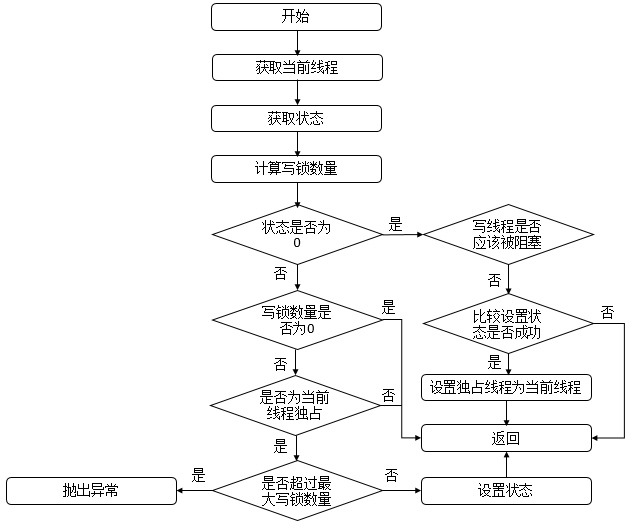 开始
获取当前线程
获取状态
计算写锁数量
状态是否为
0
是
写线程是否
应该被阻塞
否
否
写锁数量是
否为0
是
比较设置状
态是否成功
否
否
是
是否为当前
线程独占
否
设置独占线程为当前线程
是
返回
是否超过最
大写锁数量
是
否
抛出异常
设置状态